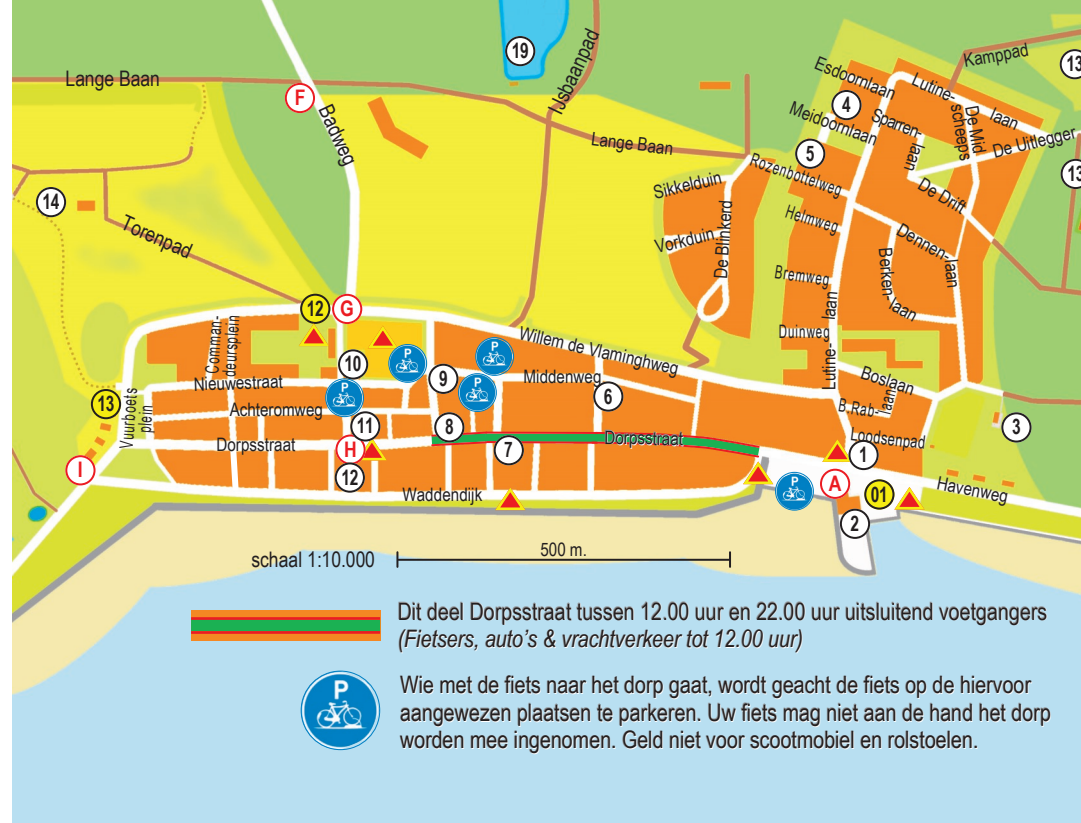 19
Lange Baan
F
Badweg
IJsbaanpad
Lange Baan
Kamppad
13
Esdoornlaan
4
Meidoornlaan
Lutine-
laan
Sparren-
laan
De Mid
scheeps
De Uitlegger
5
Rozenbottelweg
13
Sikkelduin
De Drift
14
Torenpad
Vorkduin
De Blinkerd
Helmweg
Dennen-
laan
Berken-
laan
Bremweg
12
G
Comman-
deursplein
Willem de Vlaminghweg
Duinweg
Lutine-
laan
10
P
P
9
Middenweg
Boslaan
Nieuwestraat
P
P
6
13
Vuurboets
plein
Achteromweg
B.Rab-
laan
11
8
3
Dorpsstraat
H
7
Dorpsstraat
Loodsenpad
1
I
12
Waddendijk
P
A
01
Havenweg
2
schaal 1:10.000
500 m.
Dit deel Dorpsstraat tussen 12.00 uur en 22.00 uur uitsluitend voetgangers
(Fietsers, auto's & vrachtverkeer tot 12.00 uur)
P
Wie met de fiets naar het dorp gaat, wordt geacht de fiets op de hiervoor
aangewezen plaatsen te parkeren. Uw fiets mag niet aan de hand het dorp
worden mee ingenomen. Geld niet voor scootmobiel en rolstoelen.